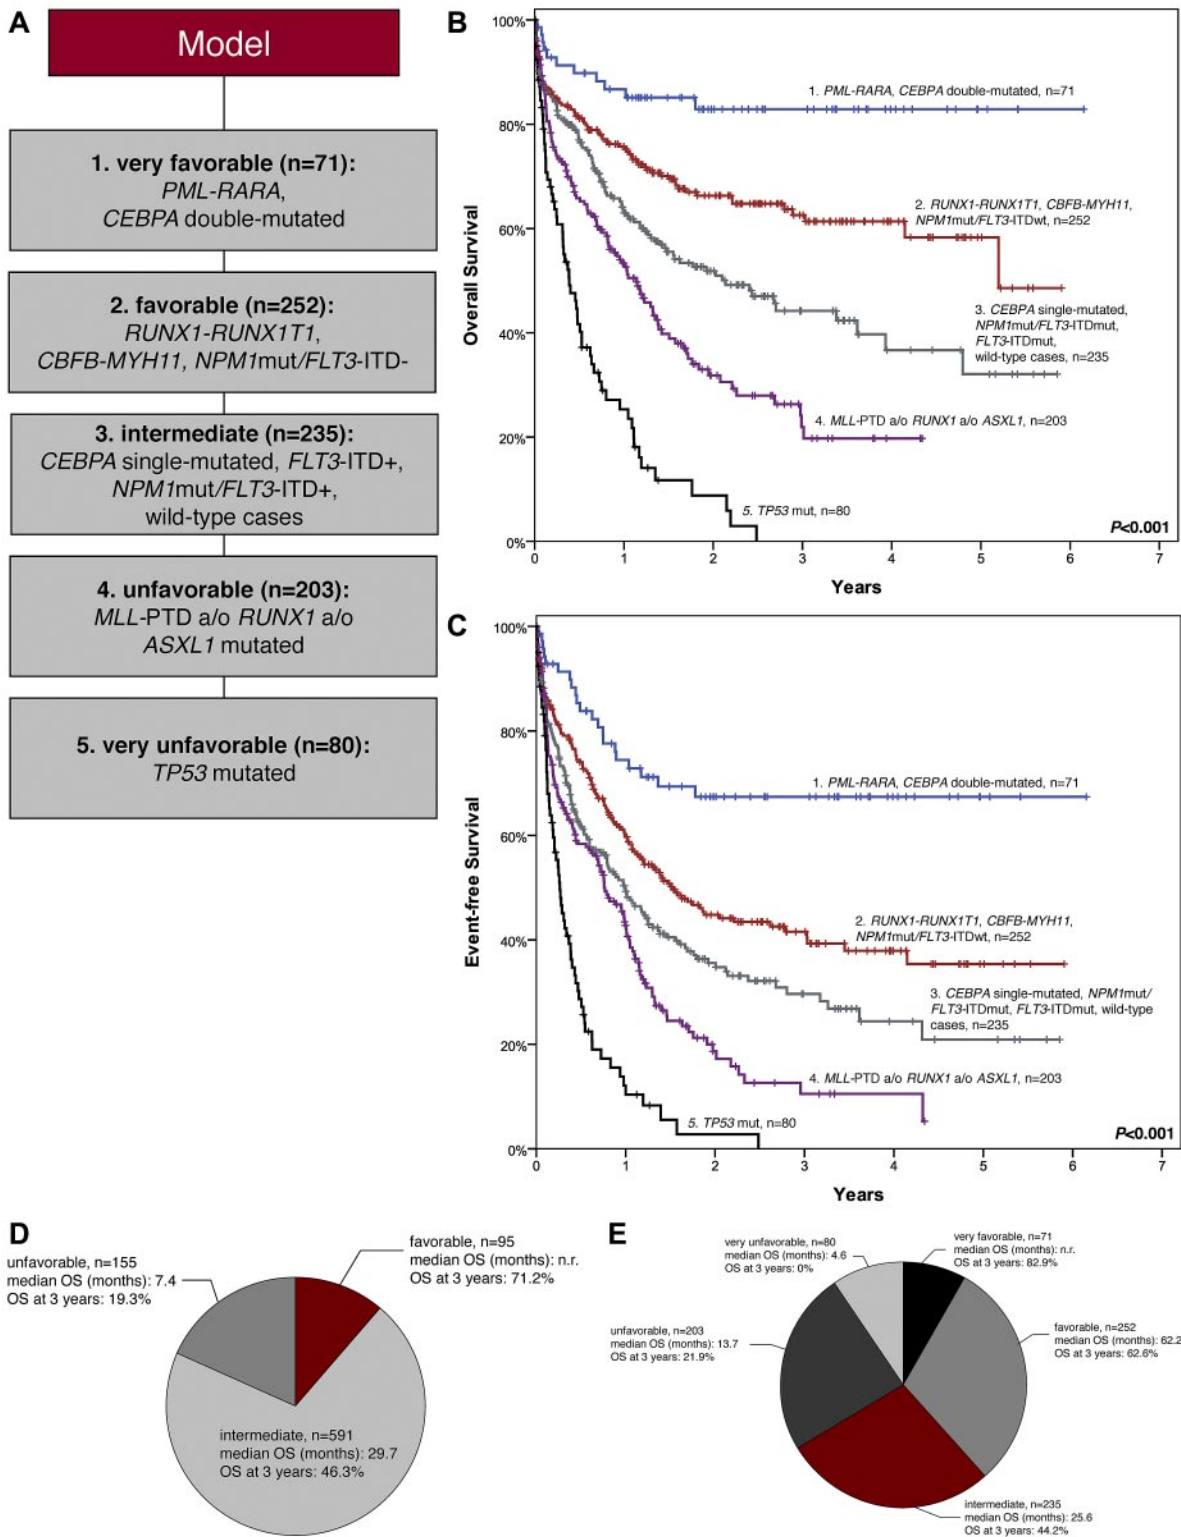 A
Model
1. very favorable (n=71):
PML-RARA,
CEBPA double-mutated
2. favorable (n=252):
RUNX1-RUNX1T1,
CBFB-MYH11, NPM1mut/FLT3-ITD-
3. intermediate (n=235):
CEBPA single-mutated, FLT3-ITD+,
NPM1mut/FLT3-ITD+,
wild-type cases
4. unfavorable (n=203):
MLL-PTD a/o RUNX1 a/o
ASXL1 mutated
5. very unfavorable (n=80):
TP53 mutated
B
Overall Survival
100%
80%
60%
40%
20%
0%
1. PML-RARA, CEBPA double-mutated, n=71
2. RUNX1-RUNX1T1, CBFB-MYH11,
NPM1mut/FLT3-ITDwt, n=252
3. CEBPA single-mutated,
NPM1mut/FLT3-ITDmut,
FLT3-ITDmut,
wild-type cases, n=235
4. MLL-PTD a/o RUNX1 a/o ASXL1, n=203
5. TP53 mut, n=80
P<0.001
0 1 2 3 4 5 6 7
Years
C
Event-free Survival
100%
80%
60%
40%
20%
0%
1. PML-RARA, CEBPA double-mutated, n=71
2. RUNX1-RUNX1T1, CBFB-MYH11,
NPM1mut/FLT3-ITDwt, n=252
3. CEBPA single-mutated, NPM1mut/
FLT3-ITDmut, FLT3-ITDmut, wild-type
cases, n=235
4. MLL-PTD a/o RUNX1 a/o ASXL1, n=203
5. TP53 mut, n=80
P<0.001
0 1 2 3 4 5 6 7
Years
D
unfavorable, n=155
median OS (months): 7.4
OS at 3 years: 19.3%
favorable, n=95
median OS (months): n.r.
OS at 3 years: 71.2%
intermediate, n=591
median OS (months): 29.7
OS at 3 years: 46.3%
E
very unfavorable, n=80
median OS (months): 4.6
OS at 3 years: 0%
very favorable, n=71
median OS (months): n.r.
OS at 3 years: 82.9%
unfavorable, n=203
median OS (months): 13.7
OS at 3 years: 21.9%
favorable, n=252
median OS (months): 62.2
OS at 3 years: 62.6%
intermediate, n=235
median OS (months): 25.6
OS at 3 years: 44.2%